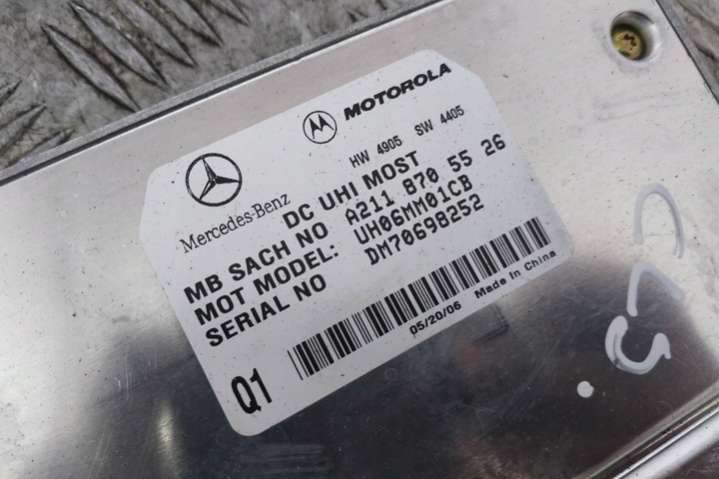 MOTOROLA
Mercedes-Benz
HW 4905 SW 4405
DC UHI MOST
MB SACH NO A211 870 55 26
MOT MODEL: UH06MM01CB
SERIAL NO DM70698252
05/20/06 Made In China
Q1
CLS